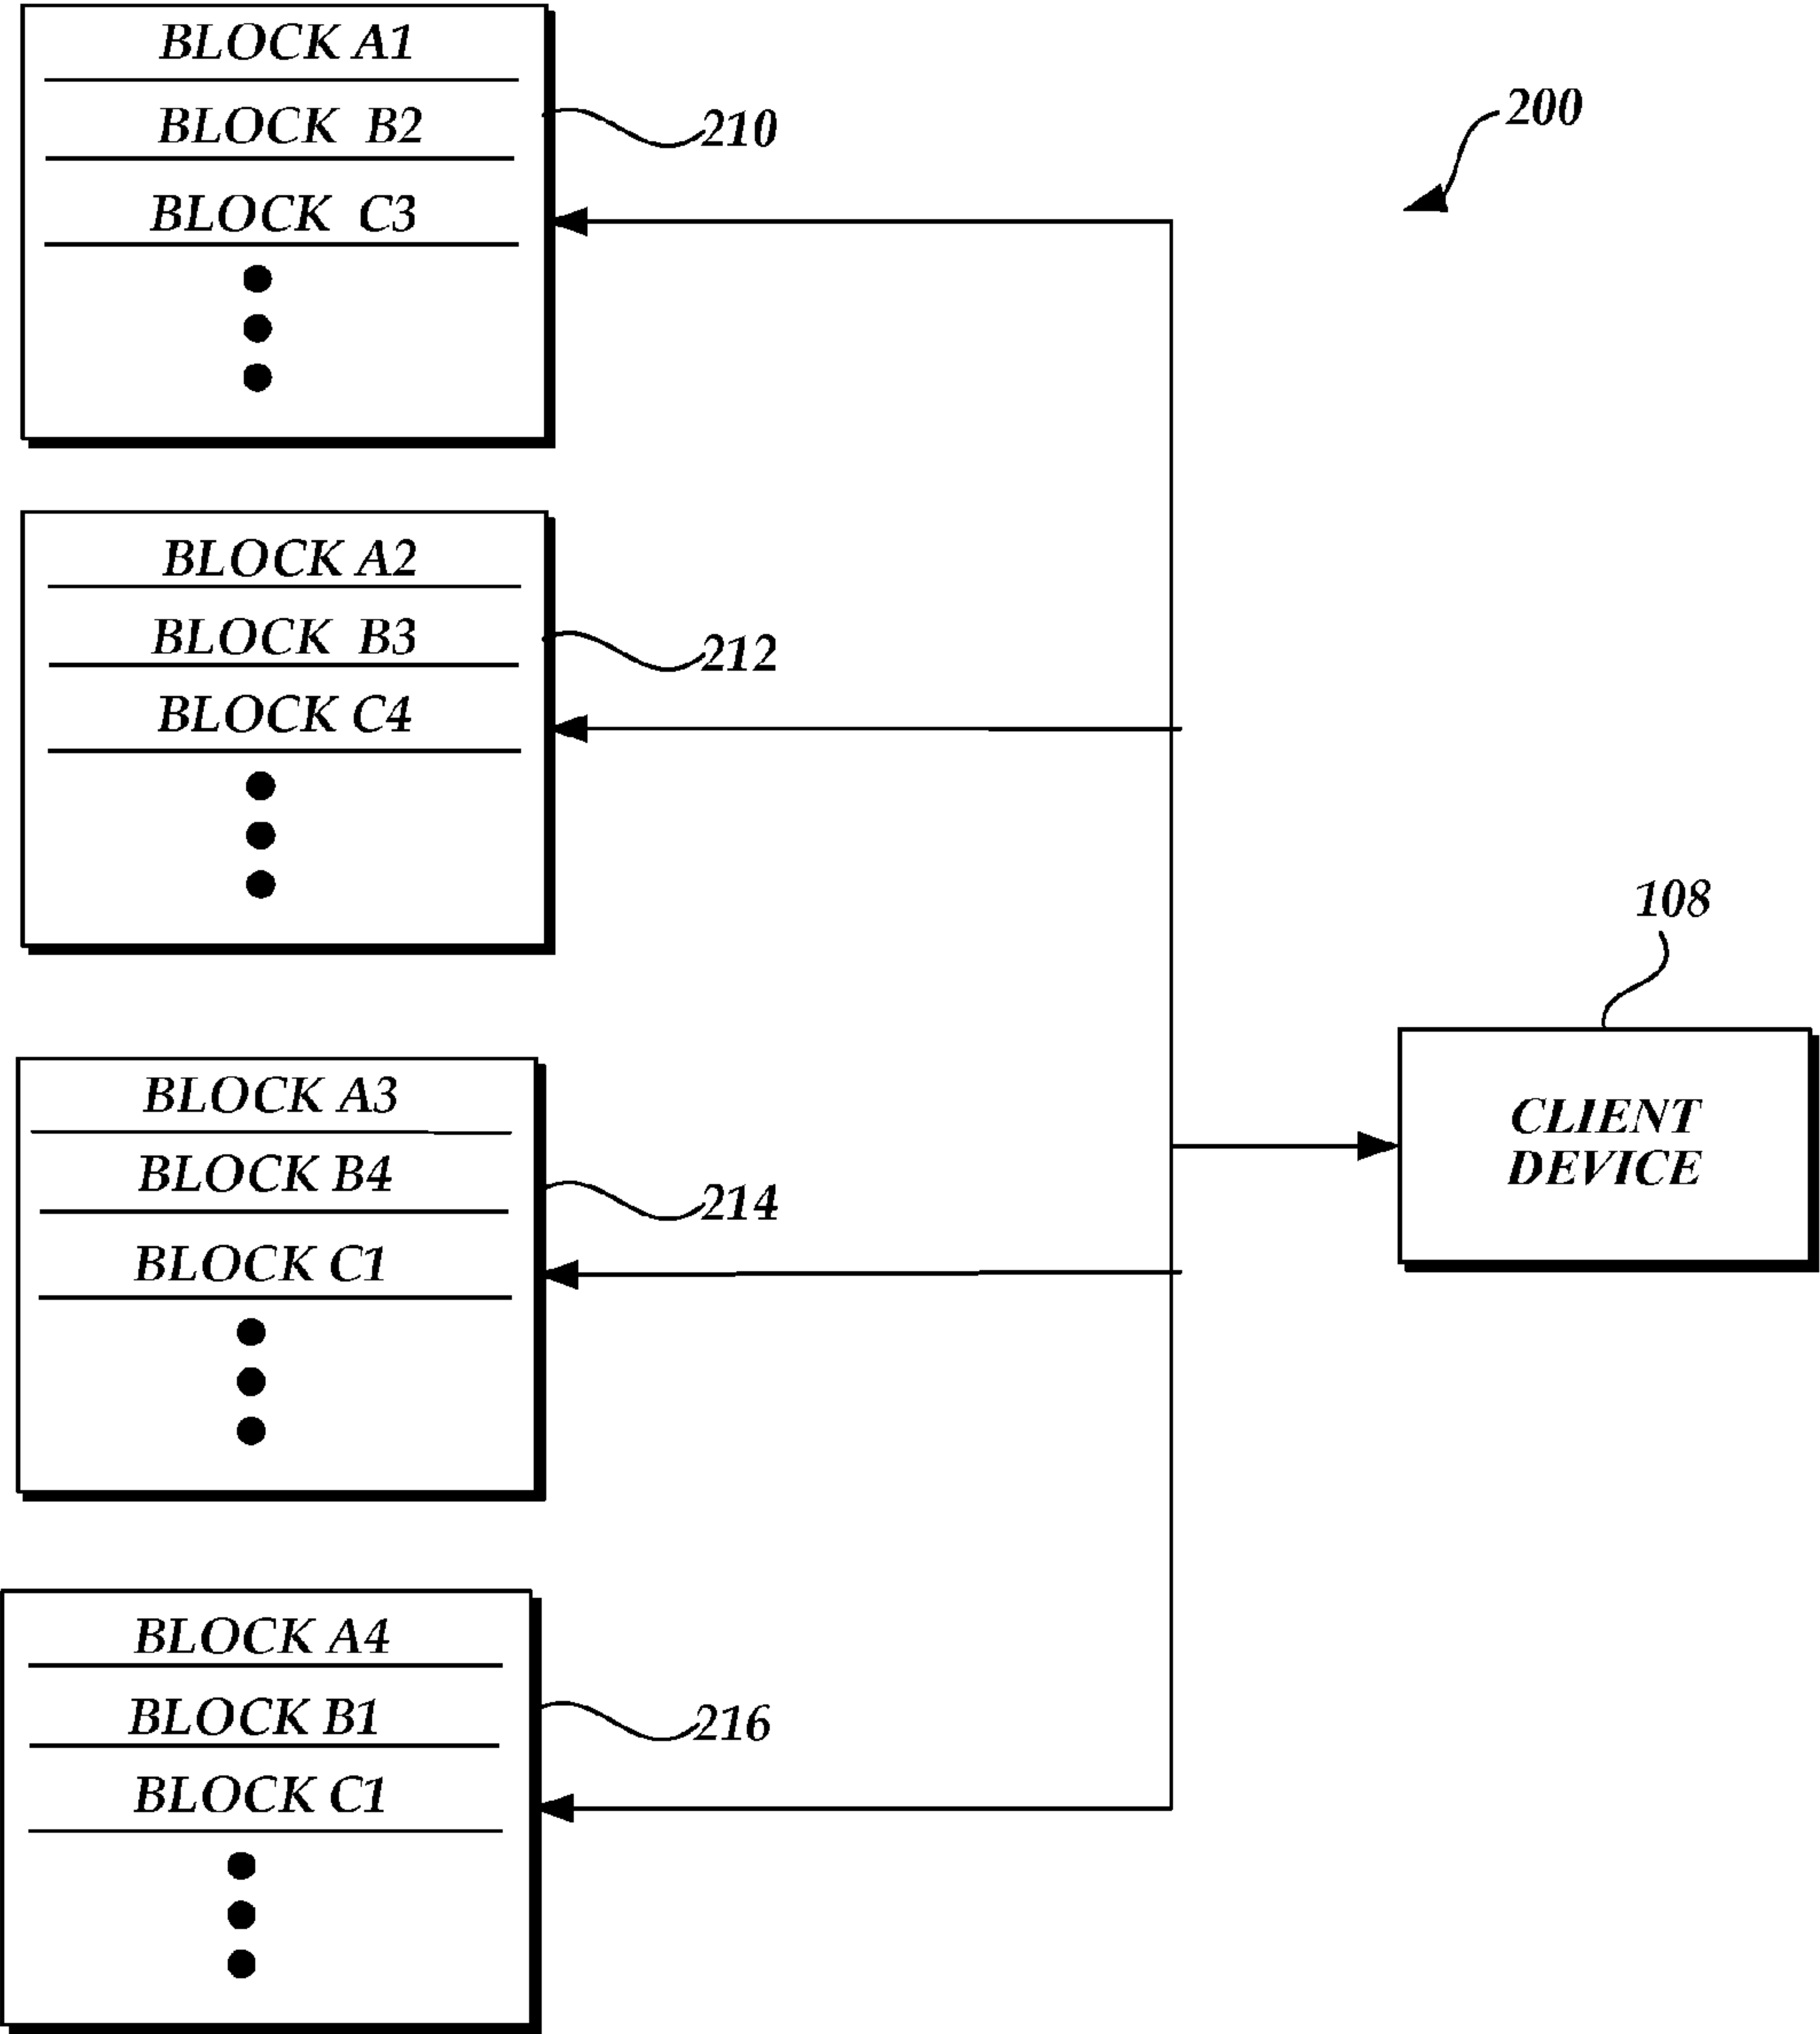 BLOCK A1
BLOCK B2
BLOCK C3
210
200
BLOCK A2
BLOCK B3
BLOCK C4
212
108
CLIENT
DEVICE
BLOCK A3
BLOCK B4
BLOCK C1
214
BLOCK A4
BLOCK B1
BLOCK C1
216